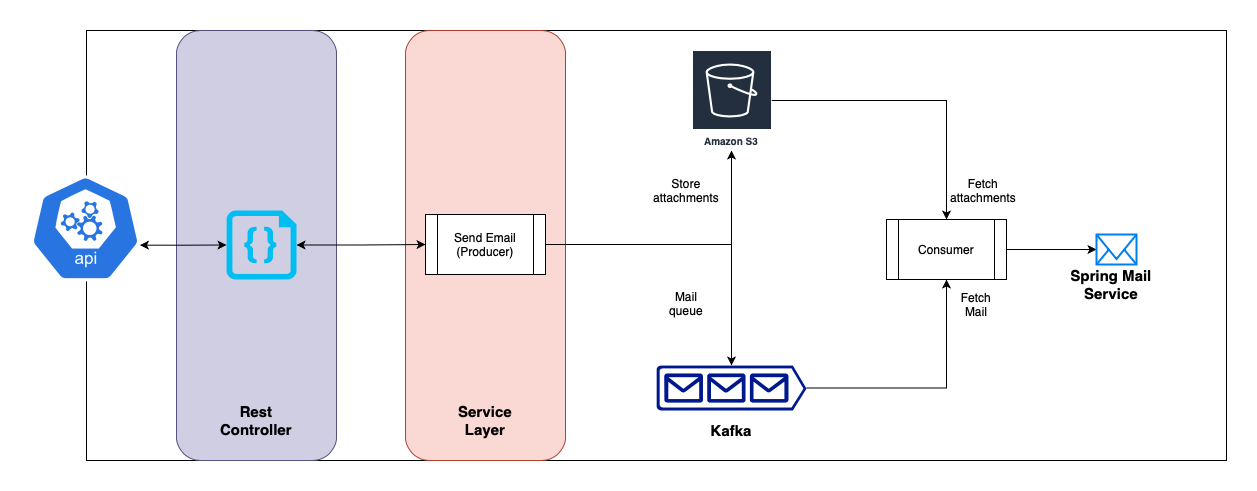 api
Rest
Controller
Send Email
(Producer)
Service
Layer
Amazon S3
Store
attachments
Mail
queue
Kafka
Fetch
attachments
Consumer
Fetch
Mail
Spring Mail
Service